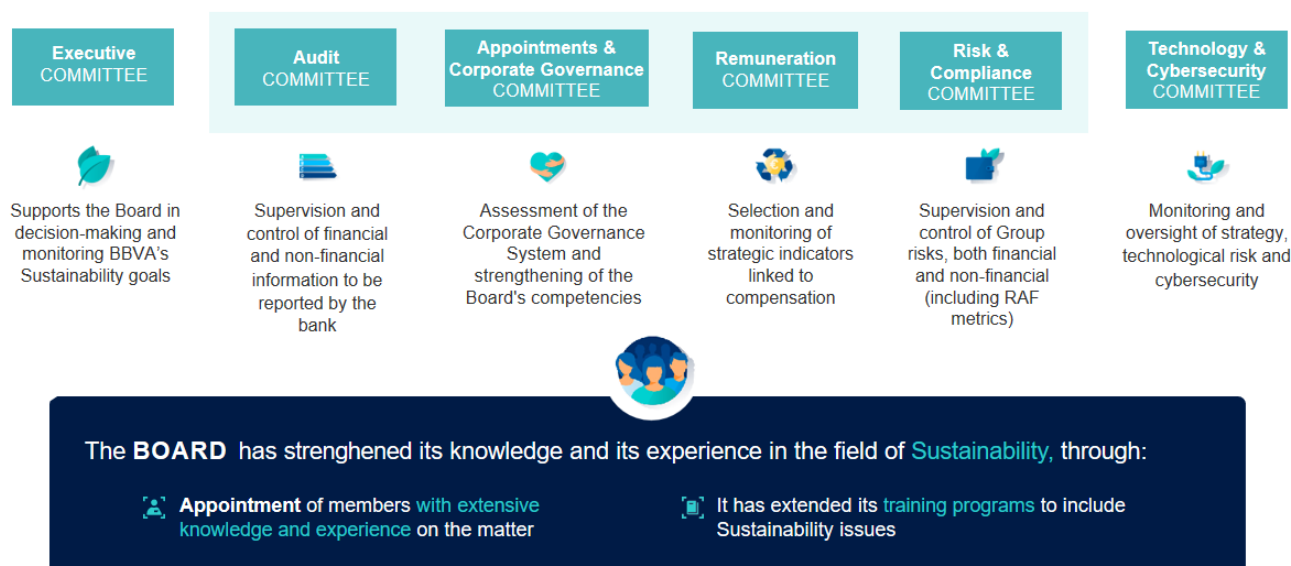 Executive
COMMITTEE
Supports the Board in
decision-making and
monitoring BBVA’s
Sustainability goals
Audit
COMMITTEE
Supervision and
control of financial
and non-financial
information to be
reported by the
bank
Appointments &
Corporate Governance
COMMITTEE
Assessment of the
Corporate Governance
System and
strengthening of the
Board's competencies
Remuneration
COMMITTEE
Selection and
monitoring of
strategic indicators
linked to
compensation
Risk &
Compliance
COMMITTEE
Supervision and
control of Group
risks, both financial
and non-financial
(including RAF
metrics)
Technology &
Cybersecurity
COMMITTEE
Monitoring and
oversight of strategy,
technological risk and
cybersecurity
The BOARD has strenghened its knowledge and its experience in the field of Sustainability, through:
Appointment of members with extensive
knowledge and experience on the matter
It has extended its training programs to include
Sustainability issues